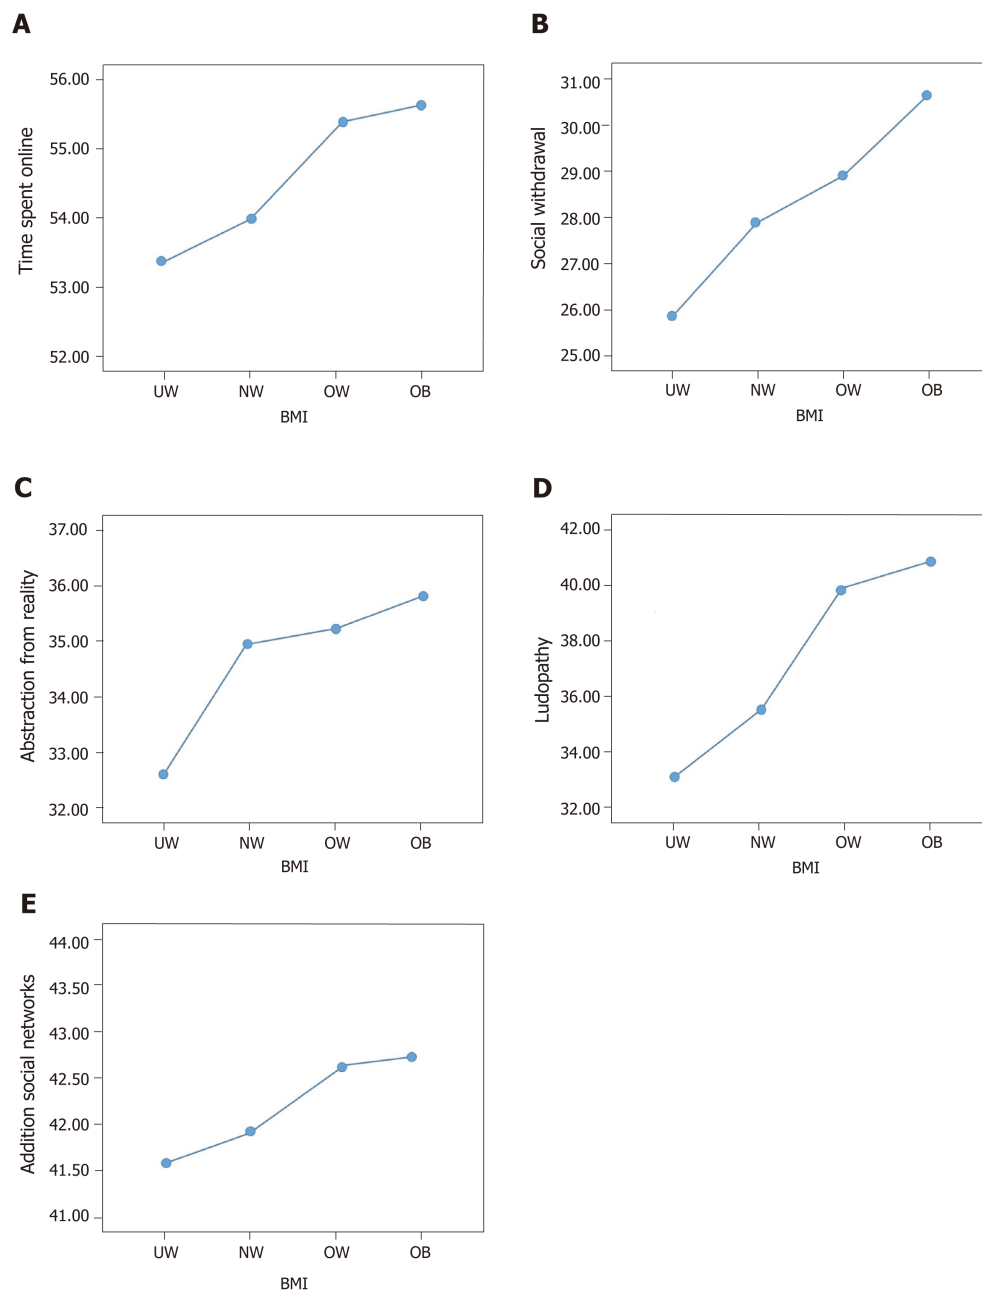 A
Time spent online
56.00
55.00
54.00
53.00
52.00
UW NW OW OB
BMI
B
Social withdrawal
31.00
30.00
29.00
28.00
27.00
26.00
25.00
UW NW OW OB
BMI
C
Abstraction from reality
37.00
36.00
35.00
34.00
33.00
32.00
UW NW OW OB
BMI
D
Ludopathy
42.00
40.00
38.00
36.00
34.00
32.00
UW NW OW OB
BMI
E
Addition social networks
44.00
43.50
43.00
42.50
42.00
41.50
41.00
UW NW OW OB
BMI